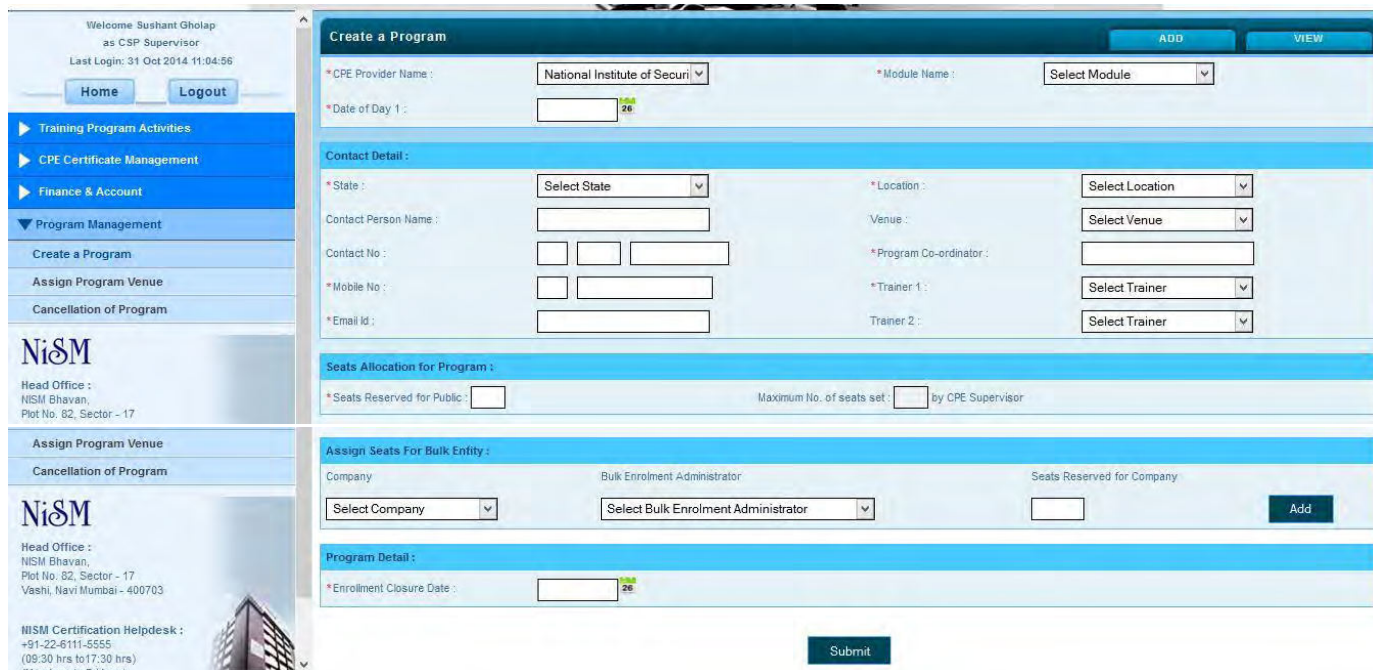 Welcome Sushant Gholap
as CSP Supervisor
Last Login: 31 Oct 2014 11:04:56
Home Logout
Training Program Activities
CPE Certificate Management
Finance & Account
Program Management
Create a Program
Assign Program Venue
Cancellation of Program
NiSM
Head Office :
NISM Bhavan,
Plot No. 82, Sector - 17
Create a Program ADD VIEW
*CPE Provider Name : National Institute of Securi *Module Name : Select Module
*Date of Day 1 : 26
Contact Detail :
*State : Select State *Location : Select Location
Contact Person Name : Venue : Select Venue
Contact No : *Program Co-ordinator :
*Mobile No : *Trainer 1 : Select Trainer
*Email Id : Trainer 2 : Select Trainer
Seats Allocation for Program :
*Seats Reserved for Public : Maximum No. of seats set : by CPE Supervisor
Assign Program Venue
Cancellation of Program
NiSM
Head Office :
NISM Bhavan,
Plot No. 82, Sector - 17
Vashi, Navi Mumbai - 400703
NISM Certification Helpdesk :
+91-22-6111-5555
(09:30 hrs to17:30 hrs)
Assign Seats For Bulk Entity :
Company Bulk Enrolment Administrator Seats Reserved for Company
Select Company Select Bulk Enrolment Administrator Add
Program Detail :
*Enrollment Closure Date : 26
Submit